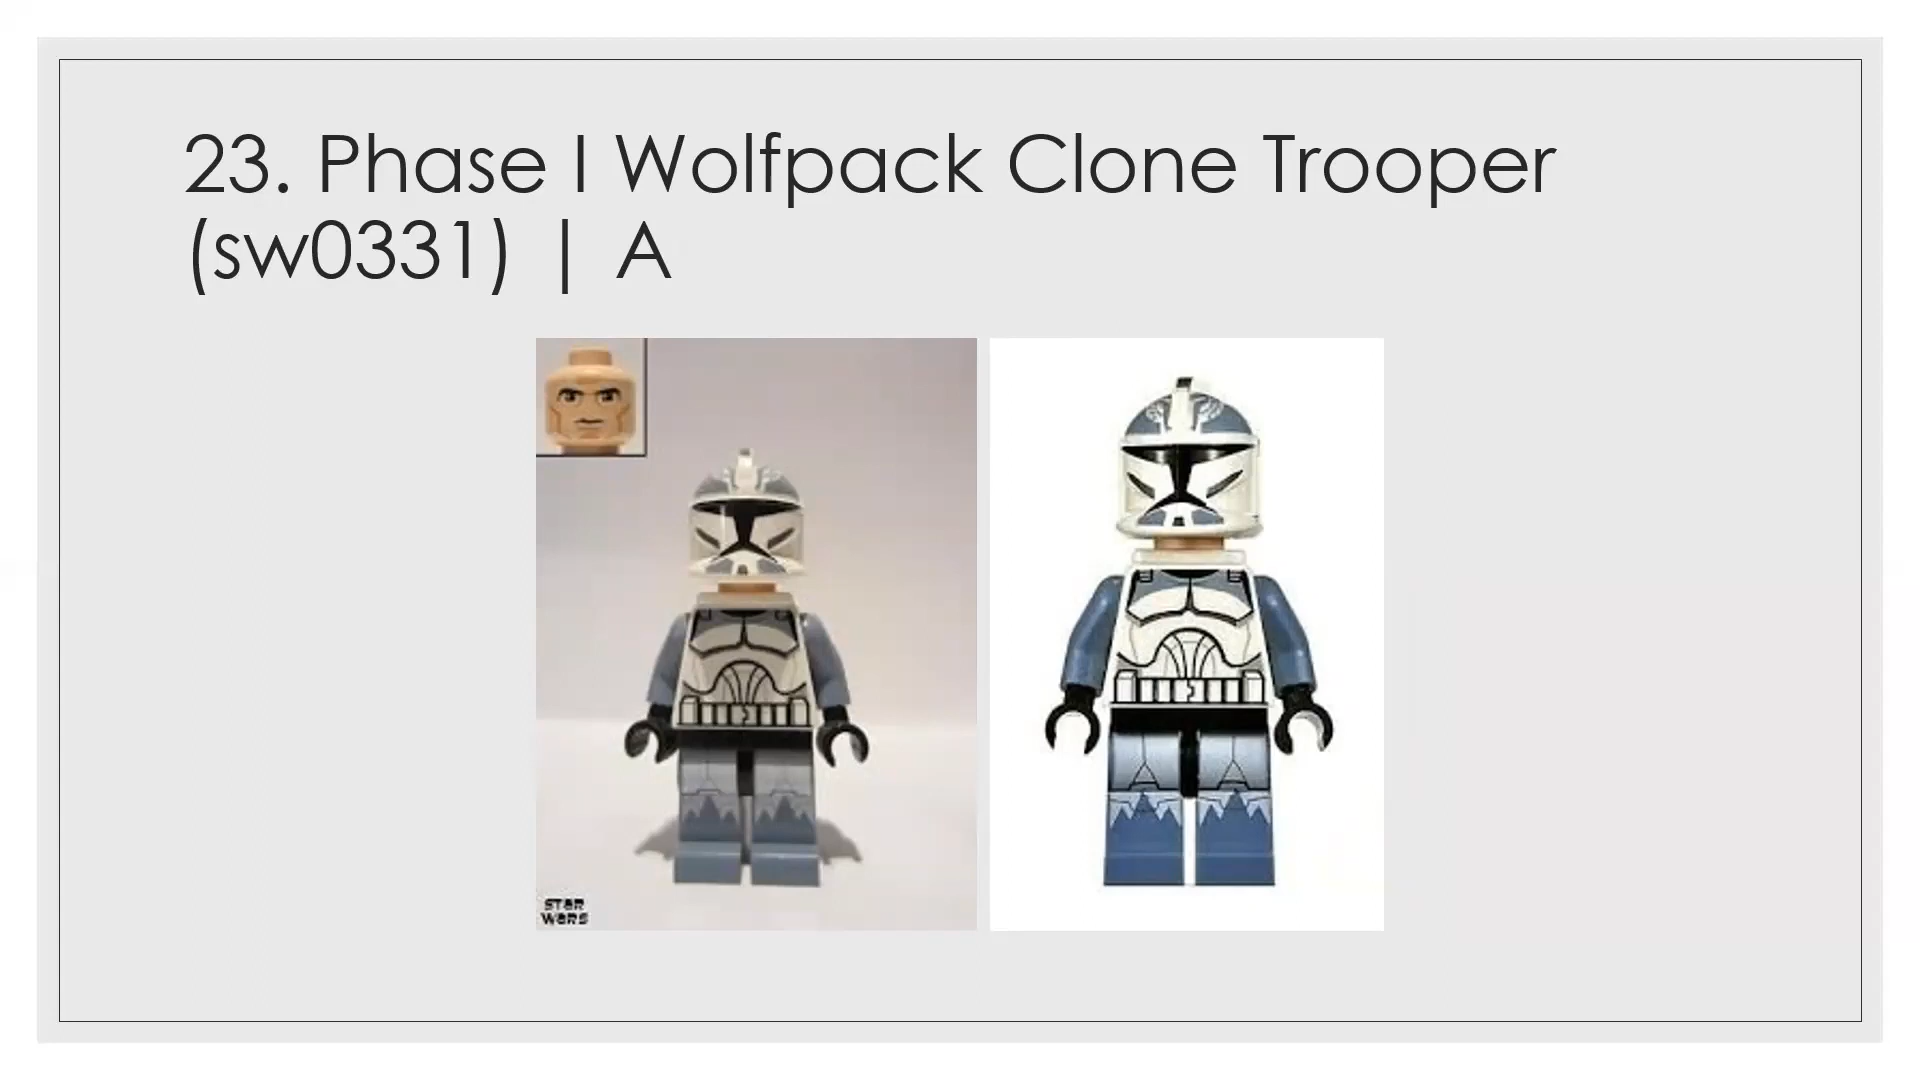 23. Phase I Wolfpack Clone Trooper
(sw0331) | A
STAR
WARS